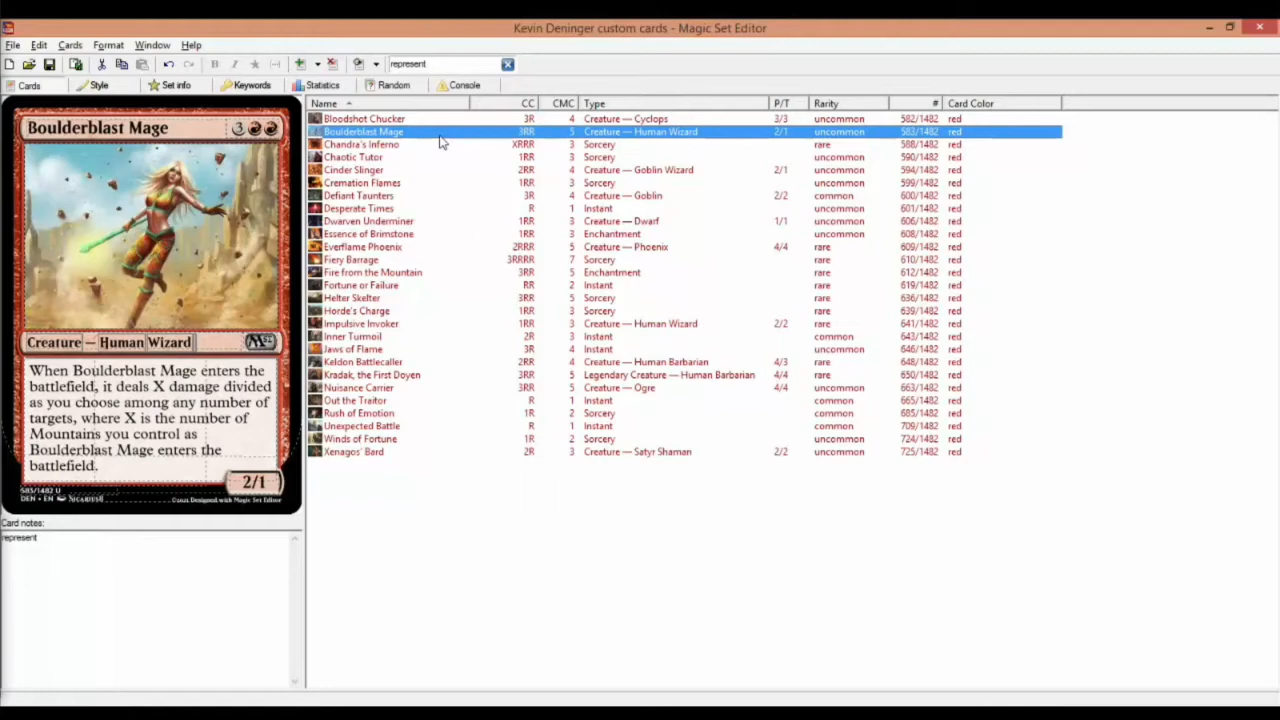 Kevin Deninger custom cards - Magic Set Editor
File Edit Cards Format Window Help
represent
Cards Style Set info Keywords Statistics Random Console
Name CC CMC Type P/T Rarity # Card Color
Bloodshot Chucker 3R 4 Creature — Cyclops 3/3 uncommon 582/1482 red
Boulderblast Mage 3RR 5 Creature — Human Wizard 2/1 uncommon 583/1482 red
Chandra's Inferno XRRR 3 Sorcery rare 588/1482 red
Chaotic Tutor 1RR 3 Sorcery uncommon 590/1482 red
Cinder Slinger 2RR 4 Creature — Goblin Wizard 2/1 uncommon 594/1482 red
Cremation Flames 1RR 3 Sorcery uncommon 599/1482 red
Defiant Taunters 3R 4 Creature — Goblin 2/2 common 600/1482 red
Desperate Times R 1 Instant uncommon 601/1482 red
Dwarven Underminer 1RR 3 Creature — Dwarf 1/1 uncommon 606/1482 red
Essence of Brimstone 1RR 3 Enchantment uncommon 608/1482 red
Everflame Phoenix 2RRR 5 Creature — Phoenix 4/4 rare 609/1482 red
Fiery Barrage 3RRRR 7 Sorcery rare 610/1482 red
Fire from the Mountain 3RR 5 Enchantment rare 612/1482 red
Fortune or Failure RR 2 Instant rare 619/1482 red
Helter Skelter 3RR 5 Sorcery rare 636/1482 red
Horde's Charge 1RR 3 Sorcery rare 639/1482 red
Impulsive Invoker 1RR 3 Creature — Human Wizard 2/2 rare 641/1482 red
Inner Turmoil 2R 3 Instant common 643/1482 red
Jaws of Flame 3R 4 Instant uncommon 646/1482 red
Keldon Battlecaller 2RR 4 Creature — Human Barbarian 4/3 rare 648/1482 red
Kradak, the First Doyen 3RR 5 Legendary Creature — Human Barbarian 4/4 rare 650/1482 red
Nuisance Carrier 3RR 5 Creature — Ogre 4/4 uncommon 663/1482 red
Out the Traitor R 1 Instant common 665/1482 red
Rush of Emotion 1R 2 Sorcery common 685/1482 red
Unexpected Battle R 1 Instant common 709/1482 red
Winds of Fortune 1R 2 Sorcery uncommon 724/1482 red
Xenagos' Bard 2R 3 Creature — Satyr Shaman 2/2 uncommon 725/1482 red
Boulderblast Mage 3
Creature — Human Wizard
When Boulderblast Mage enters the
battlefield, it deals X damage divided
as you choose among any number of
targets, where X is the number of
Mountains you control as
Boulderblast Mage enters the
battlefield.
2/1
583/1482 U
DEN • EN
©2021 Designed with Magic Set Editor
Card notes:
represent